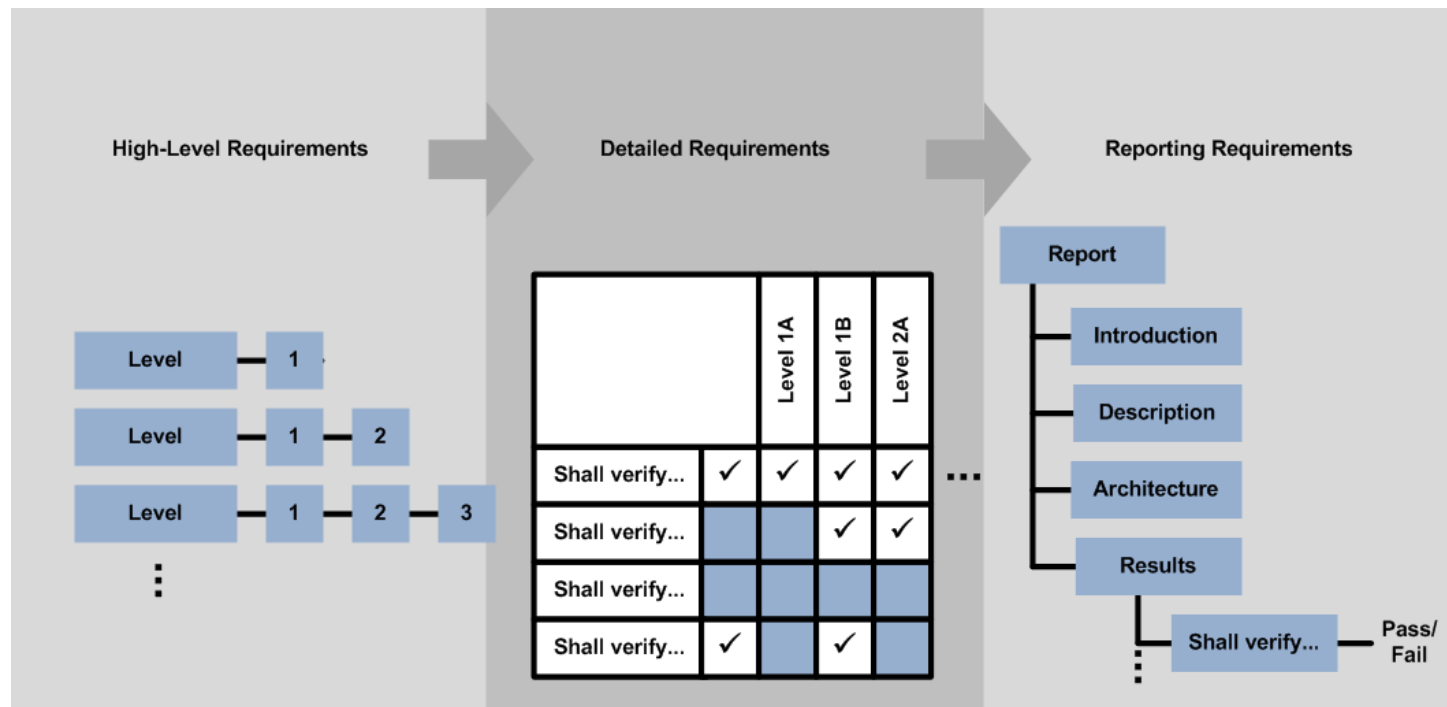 High-Level Requirements
Detailed Requirements
Reporting Requirements
Level 1
Level 1 2
Level 1 2 3
Level 1A
Level 1B
Level 2A
Shall verify... ✓ ✓ ✓ ✓ ...
Shall verify... ✓ ✓
Shall verify...
Shall verify... ✓ ✓
Report
Introduction
Description
Architecture
Results
Shall verify...
Pass/
Fail